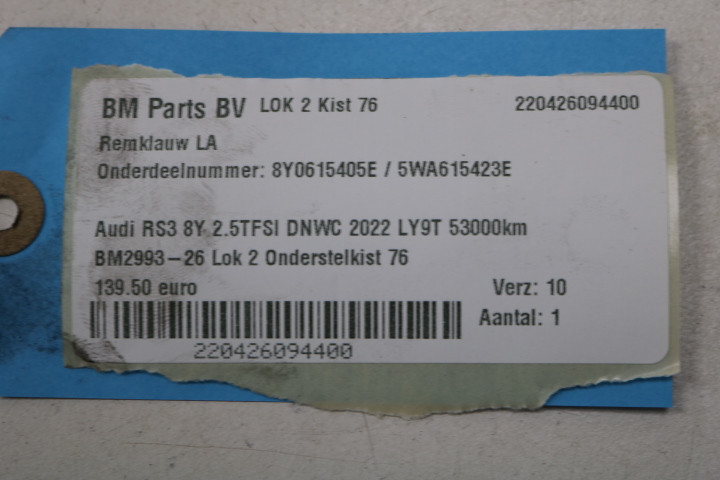 BM Parts BV LOK 2 Kist 76 220426094400
Remklauw LA
Onderdeelnummer: 8Y0615405E / 5WA615423E
Audi RS3 8Y 2.5TFSI DNWC 2022 LY9T 53000km
BM2993-26 Lok 2 Onderstelkist 76
139.50 euro Verz: 10
Aantal: 1
220426094400